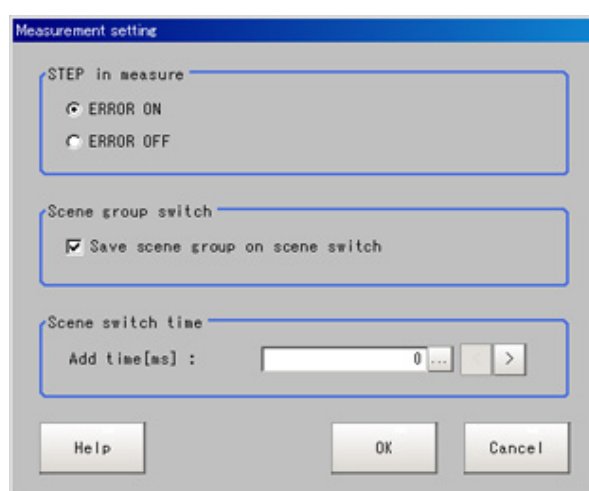 Measurement setting
STEP in measure
ERROR ON
ERROR OFF
Scene group switch
Save scene group on scene switch
Scene switch time
Add time[ms] : 0 ... < >
Help OK Cancel